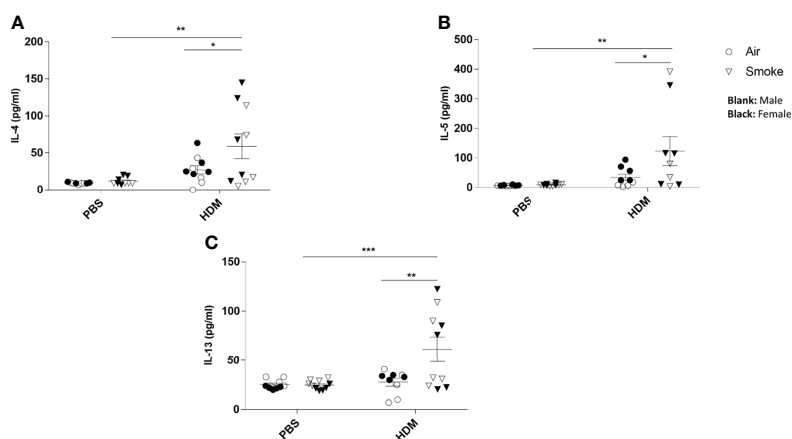 A
IL-4 (pg/ml)
200
150
100
50
0
**
*
PBS
HDM
B
IL-5 (pg/ml)
500
400
300
200
100
0
**
*
PBS
HDM
Air
Smoke
Blank: Male
Black: Female
C
IL-13 (pg/ml)
150
100
50
0
***
**
PBS
HDM